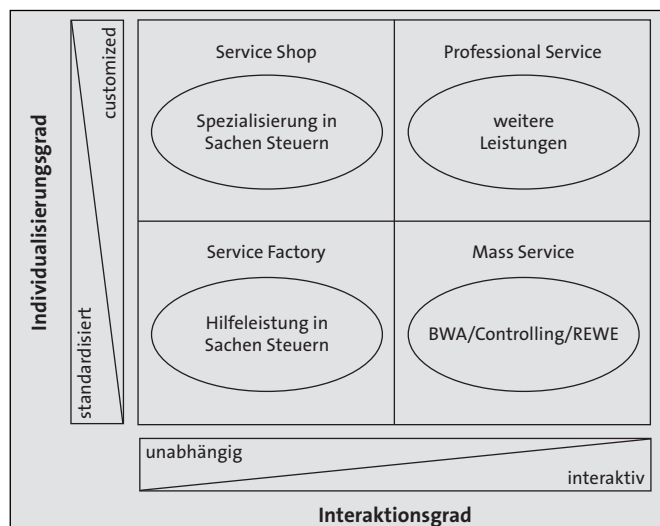 Individualisierungsgrad
customized
standardisiert
Service Shop
Spezialisierung in
Sachen Steuern
Professional Service
weitere
Leistungen
Service Factory
Hilfeleistung in
Sachen Steuern
Mass Service
BWA/Controlling/REWE
unabhängig
interaktiv
Interaktionsgrad